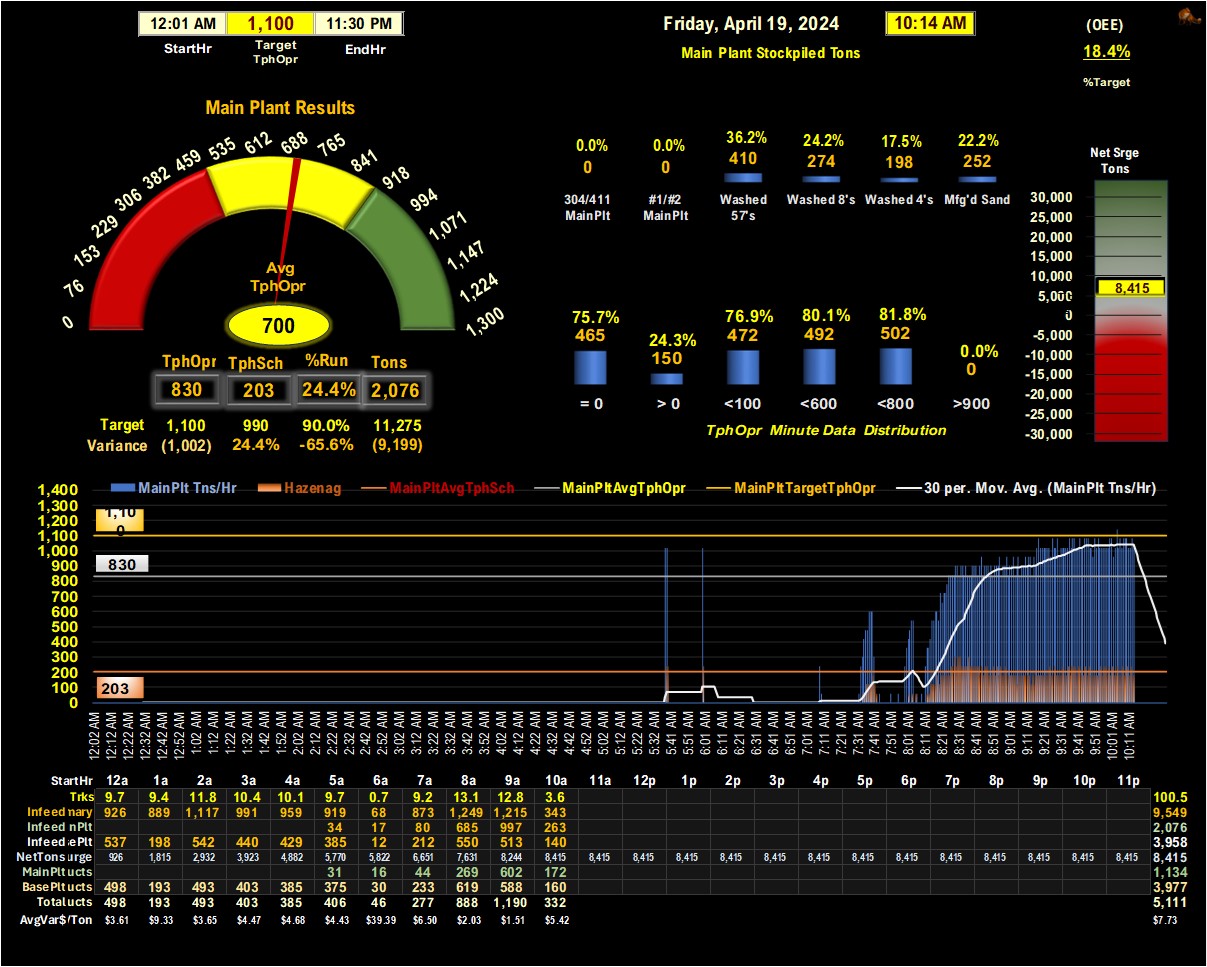 12:01 AM 1,100 11:30 PM
StartHr Target TphOpr EndHr
Friday, April 19, 2024 10:14 AM
Main Plant Stockpiled Tons
(OEE)
18.4%
%Target
Main Plant Results
0 76 153 229 306 382 459 535 612 688 765 841 918 994 1,071 1,147 1,224 1,300
Avg
TphOpr
700
TphOpr TphSch %Run Tons
830 203 24.4% 2,076
Target 1,100 990 90.0% 11,275
Variance (1,002) 24.4% -65.6% (9,199)
0.0% 0.0% 36.2% 24.2% 17.5% 22.2%
0 0 410 274 198 252
304/411 MainPlt #1/#2 MainPlt Washed 57's Washed 8's Washed 4's Mfg'd Sand
75.7% 24.3% 76.9% 80.1% 81.8% 0.0%
465 150 472 492 502 0
= 0 > 0 <100 <600 <800 >900
TphOpr Minute Data Distribution
Net Srge
Tons
30,000
25,000
20,000
15,000
10,000
8,415
5,000
0
-5,000
-10,000
-15,000
-20,000
-25,000
-30,000
MainPlt Tns/Hr Hazenag MainPltAvgTphSch MainPltAvgTphOpr MainPltTargetTphOpr 30 per. Mov. Avg. (MainPlt Tns/Hr)
1,400
1,300
1,200
1,100
1,000
900
800
700
600
500
400
300
200
100
0
1,100
830
203
12:02 AM 12:12 AM 12:22 AM 12:32 AM 12:42 AM 12:52 AM 1:02 AM 1:12 AM 1:22 AM 1:32 AM 1:42 AM 1:52 AM 2:02 AM 2:12 AM 2:22 AM 2:32 AM 2:42 AM 2:52 AM 3:02 AM 3:12 AM 3:22 AM 3:32 AM 3:42 AM 3:52 AM 4:02 AM 4:12 AM 4:22 AM 4:32 AM 4:42 AM 4:52 AM 5:02 AM 5:12 AM 5:22 AM 5:32 AM 5:41 AM 5:51 AM 6:01 AM 6:11 AM 6:21 AM 6:31 AM 6:41 AM 6:51 AM 7:01 AM 7:11 AM 7:21 AM 7:31 AM 7:41 AM 7:51 AM 8:01 AM 8:11 AM 8:21 AM 8:31 AM 8:41 AM 8:51 AM 9:01 AM 9:11 AM 9:21 AM 9:31 AM 9:41 AM 9:51 AM 10:01 AM 10:11 AM
StartHr 12a 1a 2a 3a 4a 5a 6a 7a 8a 9a 10a 11a 12p 1p 2p 3p 4p 5p 6p 7p 8p 9p 10p 11p
Trks 9.7 9.4 11.8 10.4 10.1 9.7 0.7 9.2 13.1 12.8 3.6 100.5
Infeed mary 926 889 1,117 991 959 919 68 873 1,249 1,215 343 9,549
Infeed nPlt 34 17 80 685 997 263 2,076
Infeed ePlt 537 198 542 440 429 385 12 212 550 513 140 3,958
NetTons urge 926 1,815 2,932 3,923 4,882 5,770 5,822 6,651 7,631 8,244 8,415 8,415 8,415 8,415 8,415 8,415 8,415 8,415 8,415 8,415 8,415 8,415 8,415 8,415 8,415
MainPlt ucts 31 16 44 269 602 172 1,134
BasePlt ucts 498 193 493 403 385 375 30 233 619 588 160 3,977
Total ucts 498 193 493 403 385 406 46 277 888 1,190 332 5,111
AvgVar$/Ton $3.61 $9.33 $3.65 $4.47 $4.68 $4.43 $39.39 $6.50 $2.03 $1.51 $5.42 $7.73